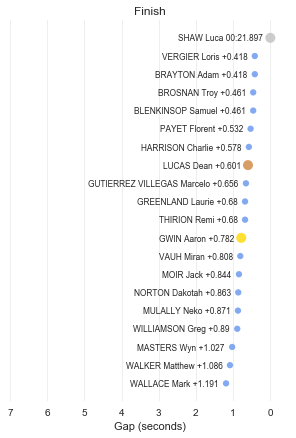 Finish
SHAW Luca 00:21.897
VERGIER Loris +0.418
BRAYTON Adam +0.418
BROSNAN Troy +0.461
BLENKINSOP Samuel +0.461
PAYET Florent +0.532
HARRISON Charlie +0.578
LUCAS Dean +0.601
GUTIERREZ VILLEGAS Marcelo +0.656
GREENLAND Laurie +0.68
THIRION Remi +0.68
GWIN Aaron +0.782
VAUH Miran +0.808
MOIR Jack +0.844
NORTON Dakotah +0.863
MULALLY Neko +0.871
WILLIAMSON Greg +0.89
MASTERS Wyn +1.027
WALKER Matthew +1.086
WALLACE Mark +1.191
7 6 5 4 3 2 1 0
Gap (seconds)